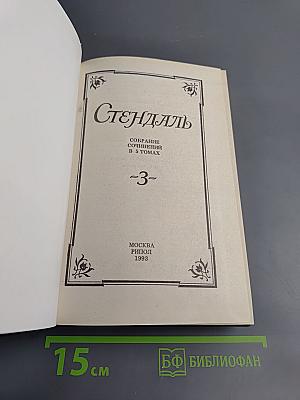 СТЕНДАЛЬ
СОБРАНИЕ
СОЧИНЕНИЙ
В 5 ТОМАХ
~3~
МОСКВА
РИПОЛ
1993
15 см
БФ БИБЛИОФАН